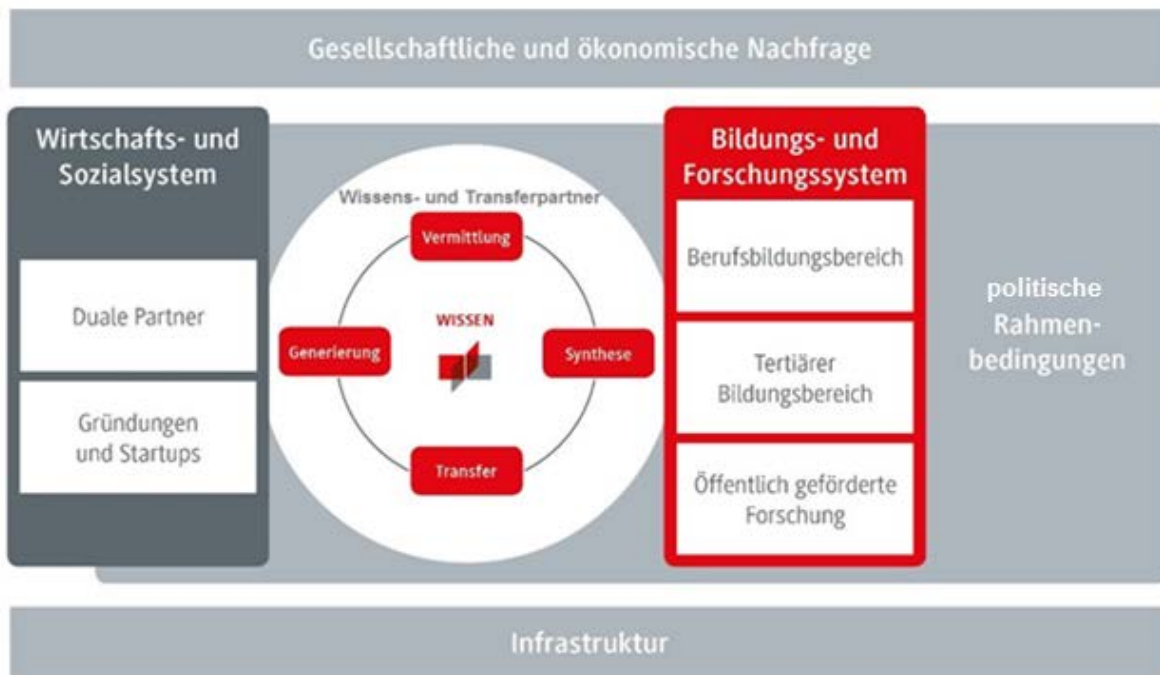 Gesellschaftliche und ökonomische Nachfrage
Wirtschafts- und
Sozialsystem
Duale Partner
Gründungen
und Startups
Wissens- und Transferpartner
Vermittlung
WISSEN
Generierung
Synthese
Transfer
Bildungs- und
Forschungssystem
Berufsbildungsbereich
Tertiärer
Bildungsbereich
Öffentlich geförderte
Forschung
politische
Rahmen-
bedingungen
Infrastruktur